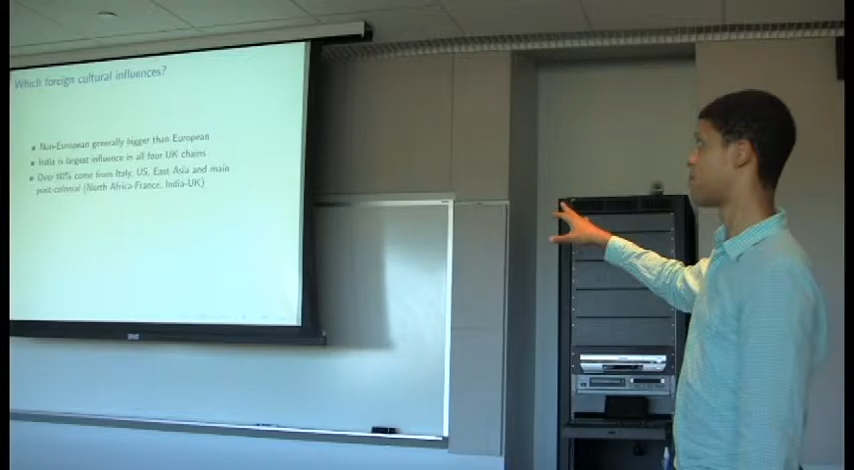 Which foreign cultural influences?
Non-European generally bigger than European
India is largest influence in all four UK chains
Over 80% come from Italy, US, East Asia and main
post-colonial (North Africa-France, India-UK)